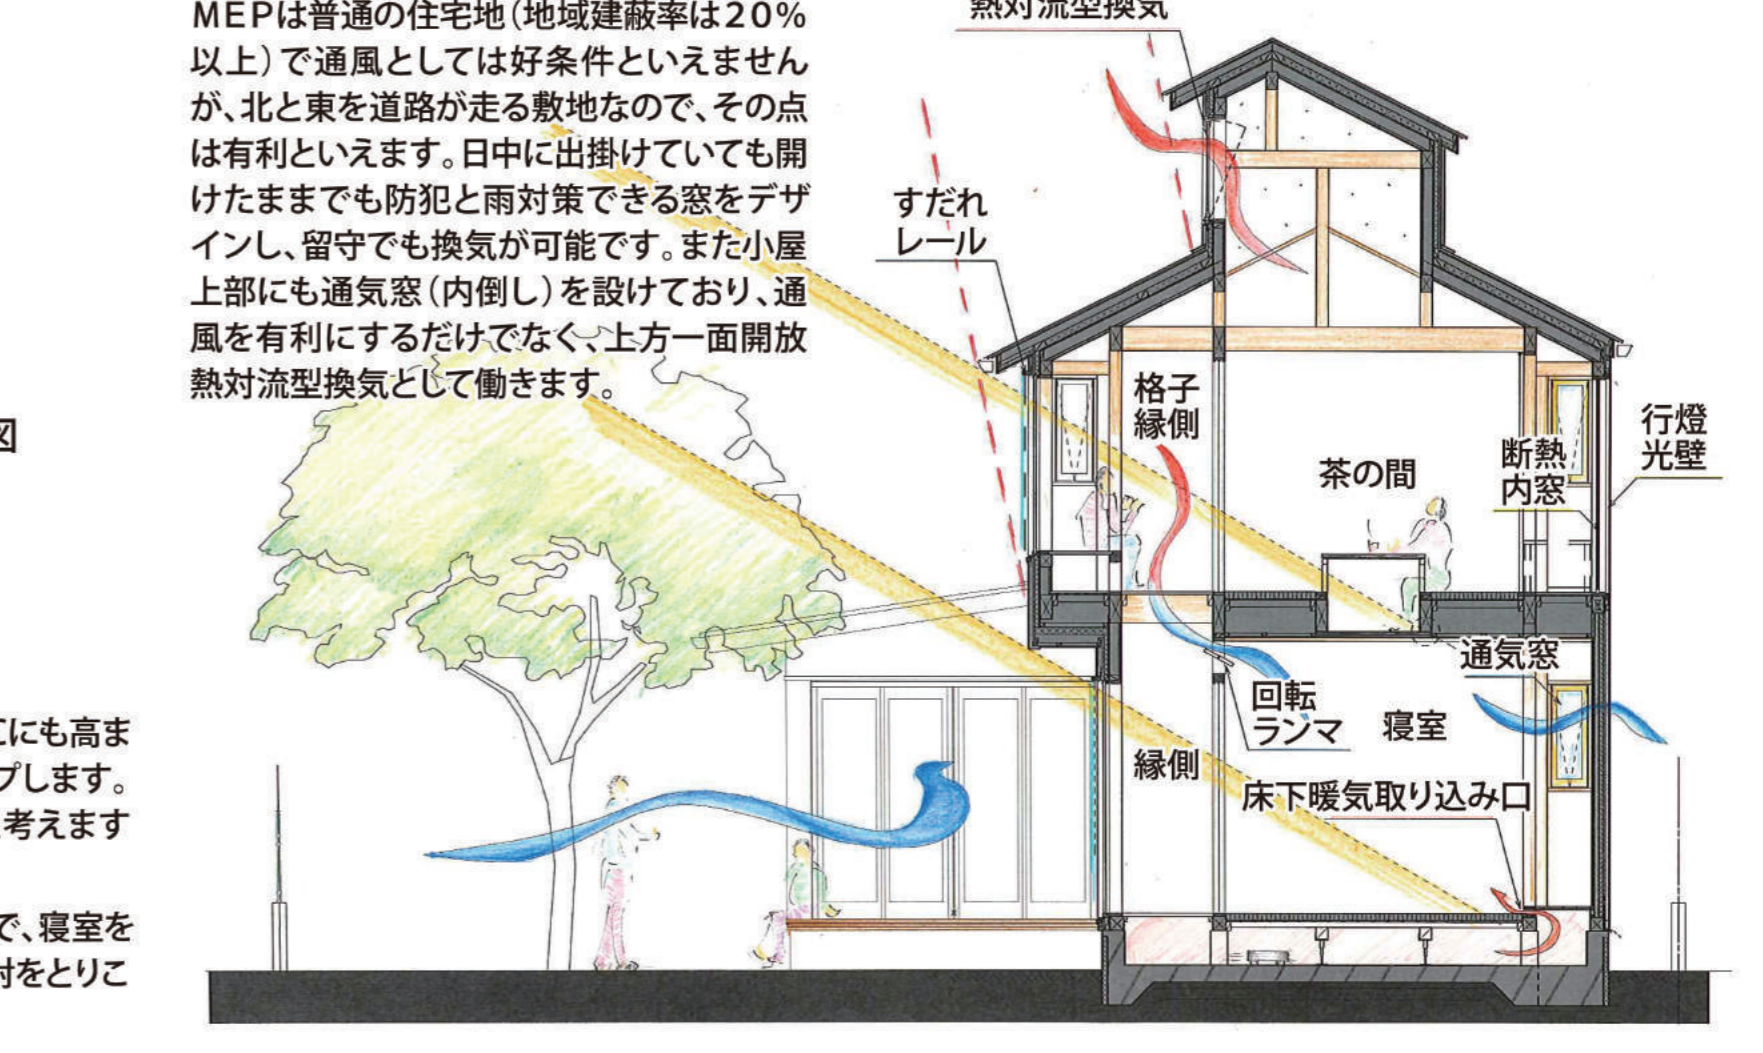 MEPは普通の住宅地（地域建蔽率は２０％
以上）で通風としては好条件といえません
が、北と東を道路が走る敷地なので、その点
は有利といえます。日中に出掛けていても開
けたままでも防犯と雨対策できる窓をデザ
インし、留守でも換気が可能です。また小屋
上部にも通気窓（内倒し）を設けており、通
風を有利にするだけでなく、上方一面開放
熱対流型換気として働きます。
熱対流型換気
すだれ
レール
格子
縁側
茶の間
断熱
内窓
行燈
光壁
通気窓
回転
ランマ
寝室
縁側
床下暖気取り込み口
図
にも高ま
プします。
考えます
で、寝室を
射をとりこ